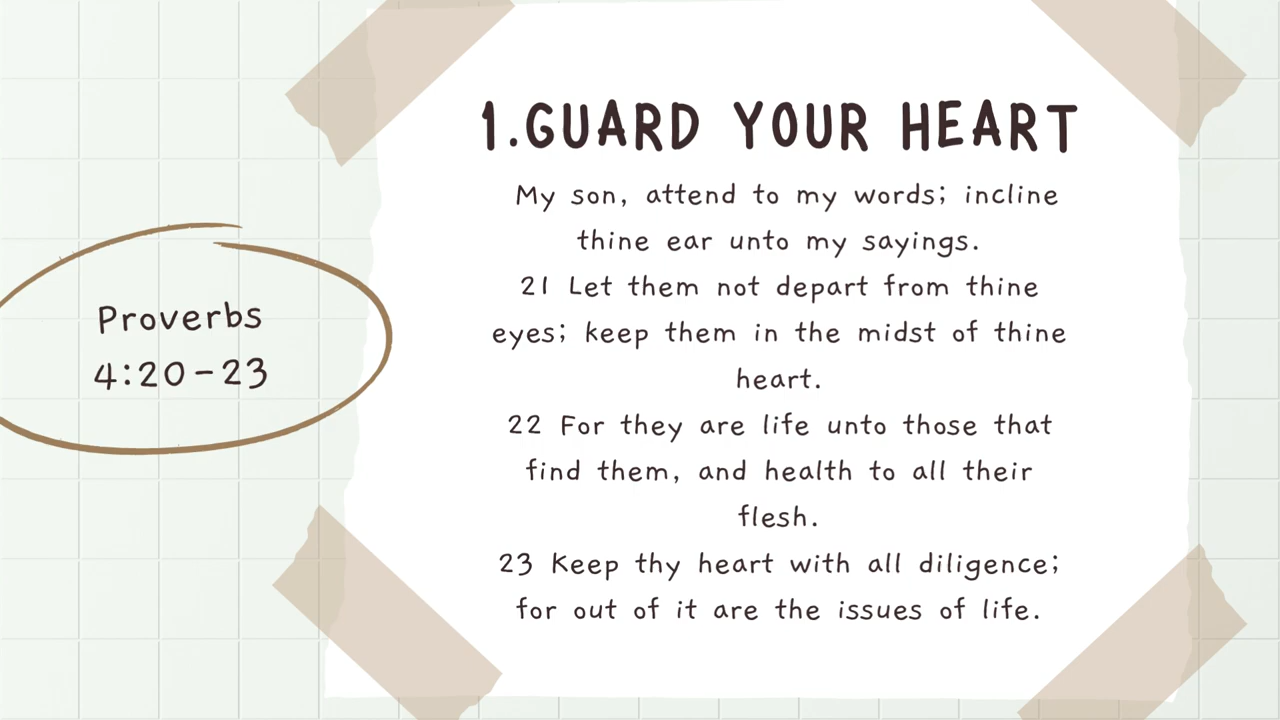 1.GUARD YOUR HEART
My son, attend to my words; incline
thine ear unto my sayings.
21 Let them not depart from thine
eyes; keep them in the midst of thine
heart.
22 For they are life unto those that
find them, and health to all their
flesh.
23 Keep thy heart with all diligence;
for out of it are the issues of life.
Proverbs
4:20-23